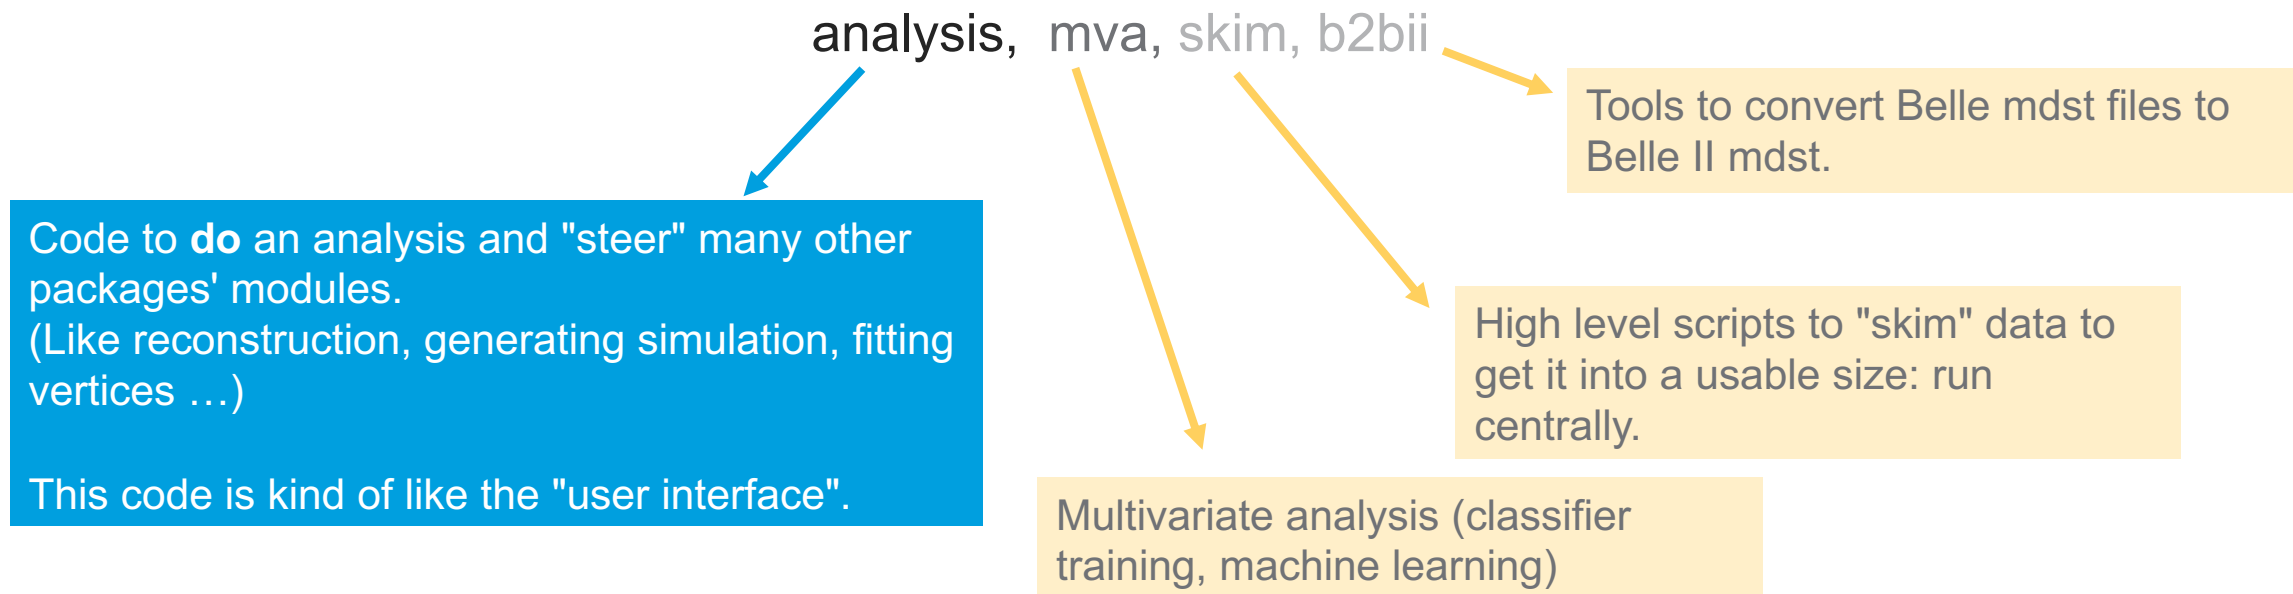 analysis, mva, skim, b2bii
Tools to convert Belle mdst files to
Belle II mdst.
Code to do an analysis and "steer" many other
packages' modules.
(Like reconstruction, generating simulation, fitting
vertices …)
This code is kind of like the "user interface".
High level scripts to "skim" data to
get it into a usable size: run
centrally.
Multivariate analysis (classifier
training, machine learning)